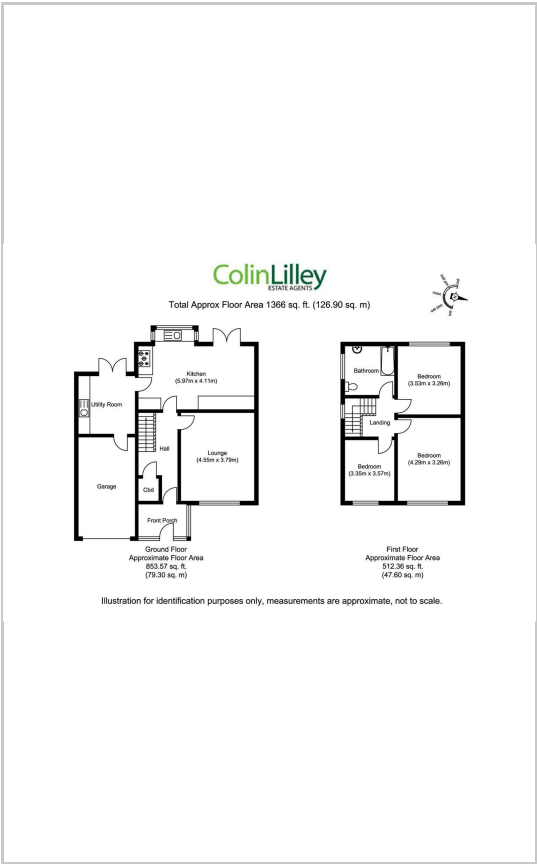 ColinLilley
ESTATE AGENTS
Total Approx Floor Area 1366 sq. ft. (126.90 sq. m)
Kitchen
(5.97m x 4.11m)
Utility Room
Hall
Lounge
(4.55m x 3.79m)
Garage
Cbd
Front Porch
Ground Floor
Approximate Floor Area
853.57 sq. ft.
(79.30 sq. m)
Bathroom
Bedroom
(3.53m x 3.26m)
Landing
Bedroom
(3.35m x 3.57m)
Bedroom
(4.29m x 3.26m)
First Floor
Approximate Floor Area
512.36 sq. ft.
(47.60 sq. m)
Illustration for identification purposes only, measurements are approximate, not to scale.